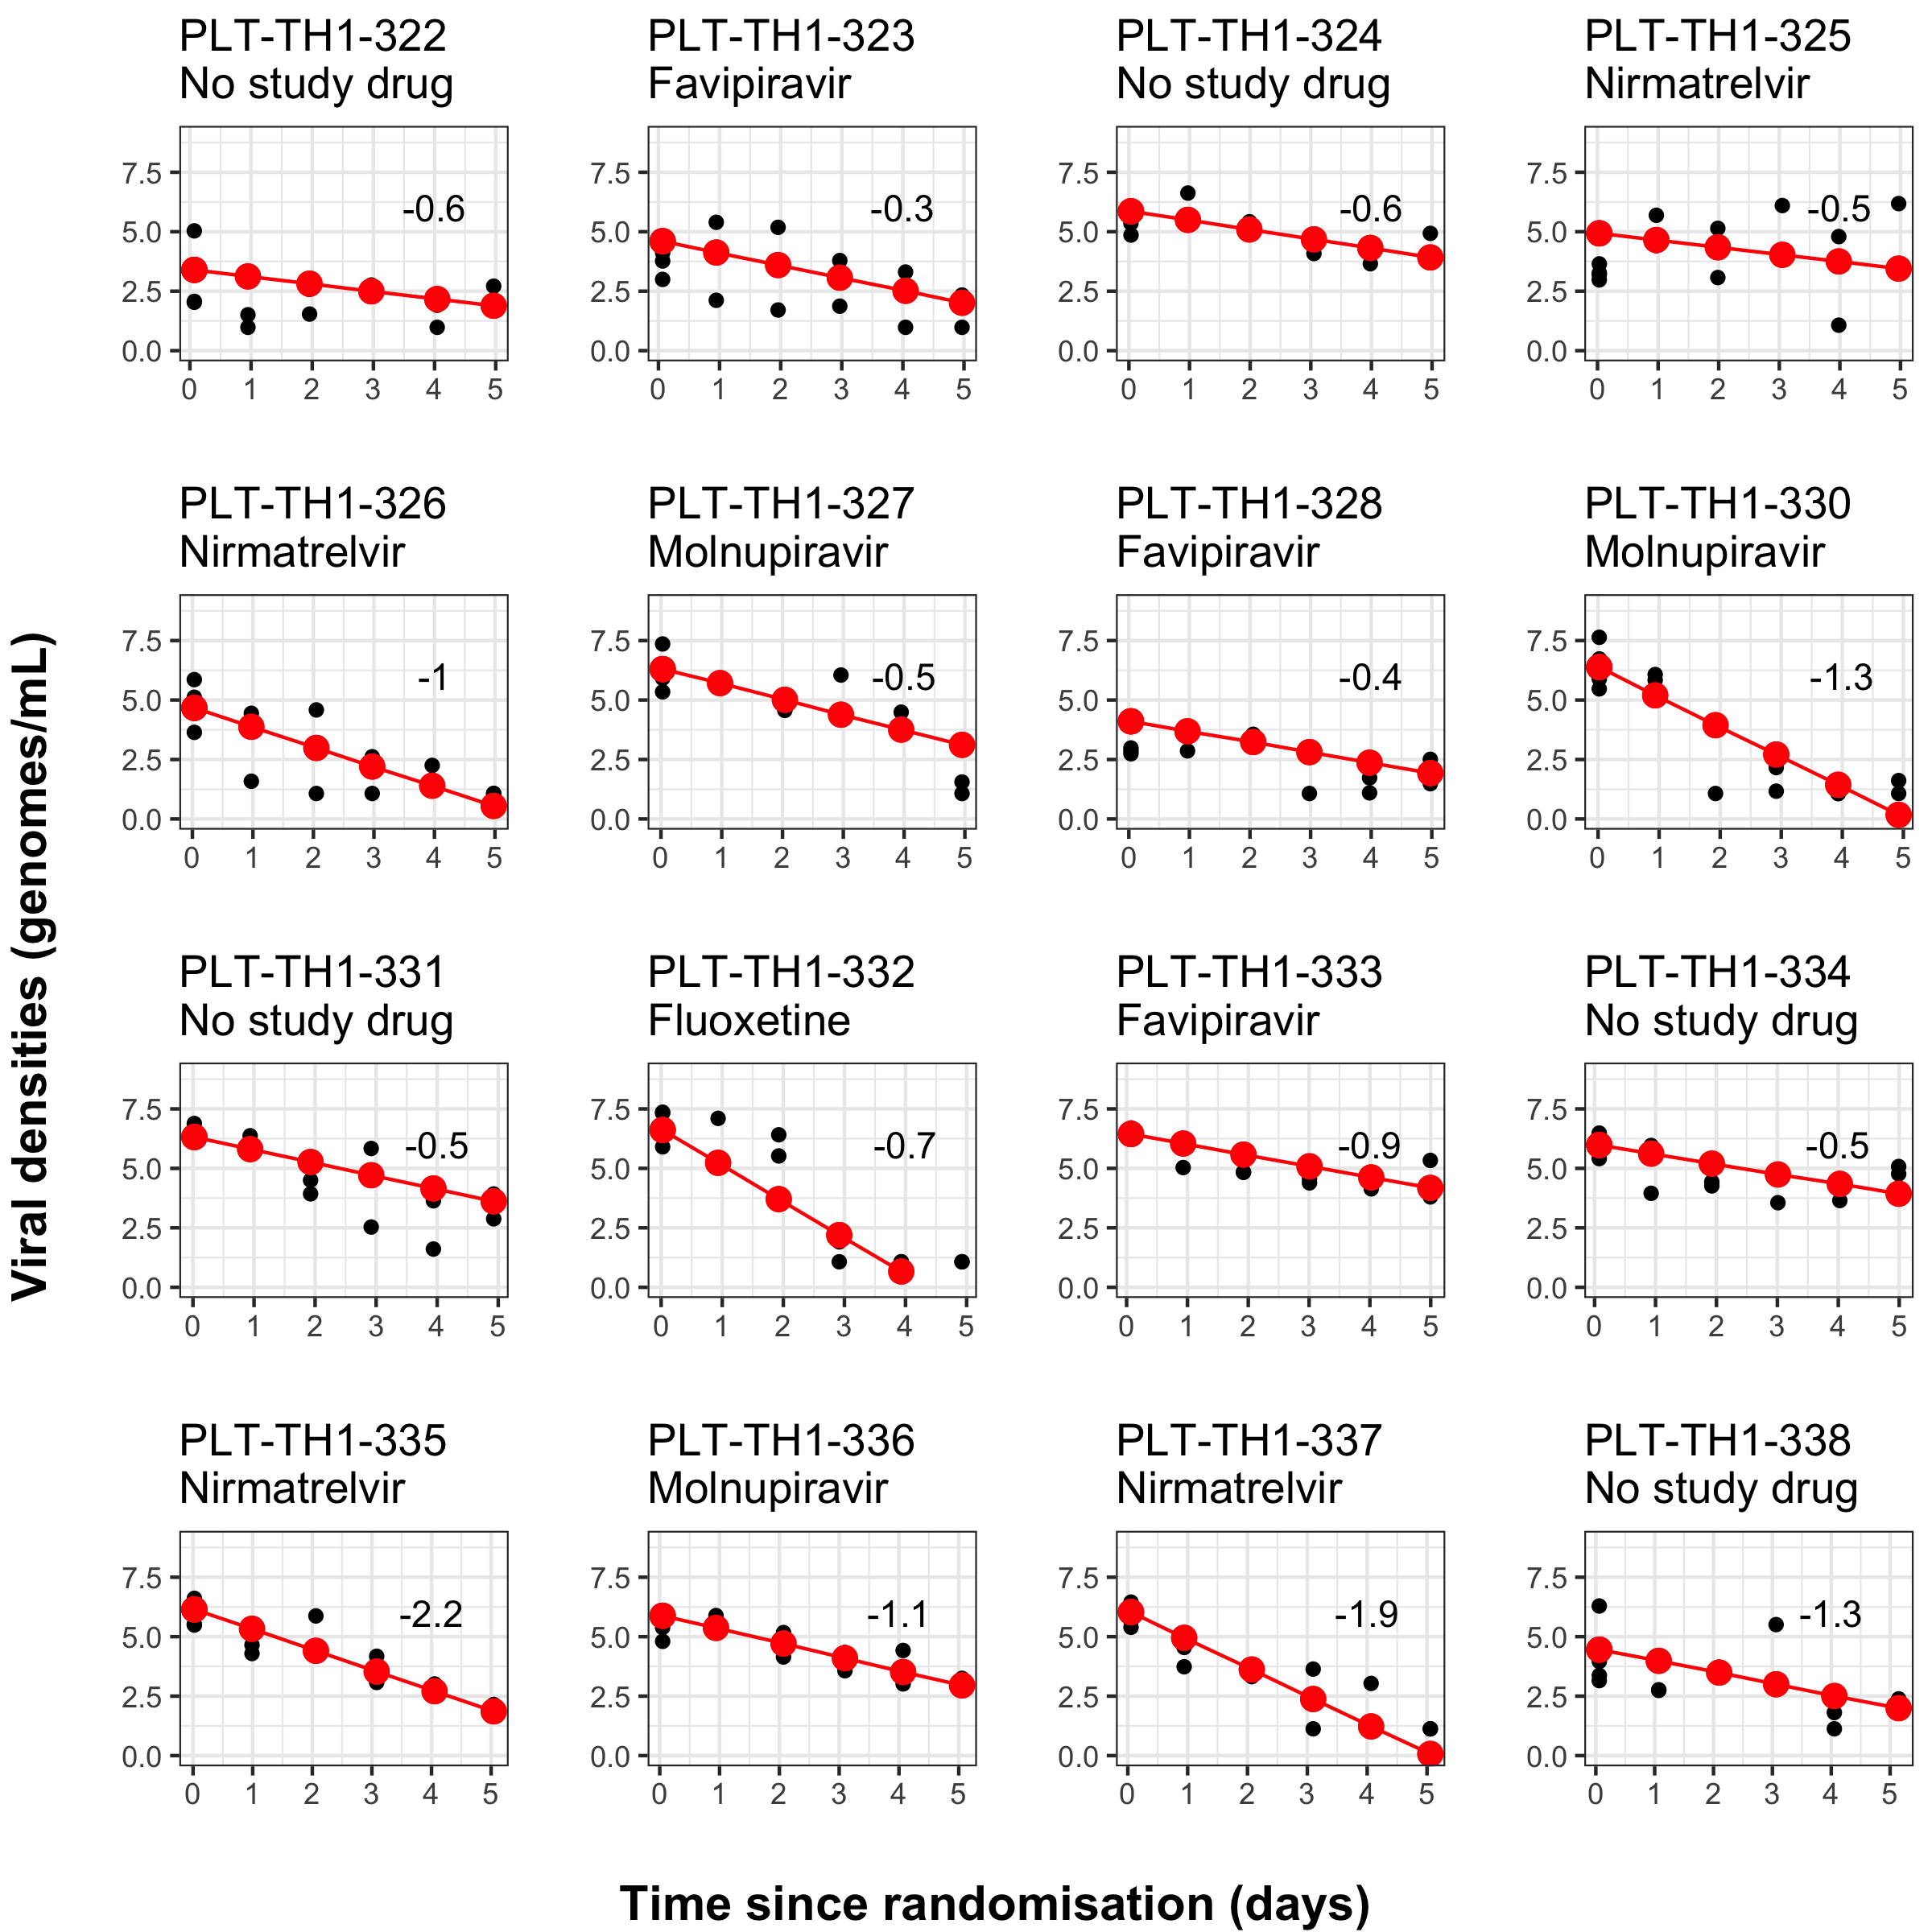 PLT-TH1-322
No study drug
PLT-TH1-323
Favipiravir
PLT-TH1-324
No study drug
PLT-TH1-325
Nirmatrelvir
7.5
5.0
2.5
0.0
-0.6
0 1 2 3 4 5
7.5
5.0
2.5
0.0
-0.3
0 1 2 3 4 5
7.5
5.0
2.5
0.0
-0.6
0 1 2 3 4 5
7.5
5.0
2.5
0.0
-0.5
0 1 2 3 4 5
PLT-TH1-326
Nirmatrelvir
PLT-TH1-327
Molnupiravir
PLT-TH1-328
Favipiravir
PLT-TH1-330
Molnupiravir
7.5
5.0
2.5
0.0
-1
0 1 2 3 4 5
7.5
5.0
2.5
0.0
-0.5
0 1 2 3 4 5
7.5
5.0
2.5
0.0
-0.4
0 1 2 3 4 5
7.5
5.0
2.5
0.0
-1.3
0 1 2 3 4 5
Viral densities (genomes/mL)
PLT-TH1-331
No study drug
PLT-TH1-332
Fluoxetine
PLT-TH1-333
Favipiravir
PLT-TH1-334
No study drug
7.5
5.0
2.5
0.0
-0.5
0 1 2 3 4 5
7.5
5.0
2.5
0.0
-0.7
0 1 2 3 4 5
7.5
5.0
2.5
0.0
-0.9
0 1 2 3 4 5
7.5
5.0
2.5
0.0
-0.5
0 1 2 3 4 5
PLT-TH1-335
Nirmatrelvir
PLT-TH1-336
Molnupiravir
PLT-TH1-337
Nirmatrelvir
PLT-TH1-338
No study drug
7.5
5.0
2.5
0.0
-2.2
0 1 2 3 4 5
7.5
5.0
2.5
0.0
-1.1
0 1 2 3 4 5
7.5
5.0
2.5
0.0
-1.9
0 1 2 3 4 5
7.5
5.0
2.5
0.0
-1.3
0 1 2 3 4 5
Time since randomisation (days)